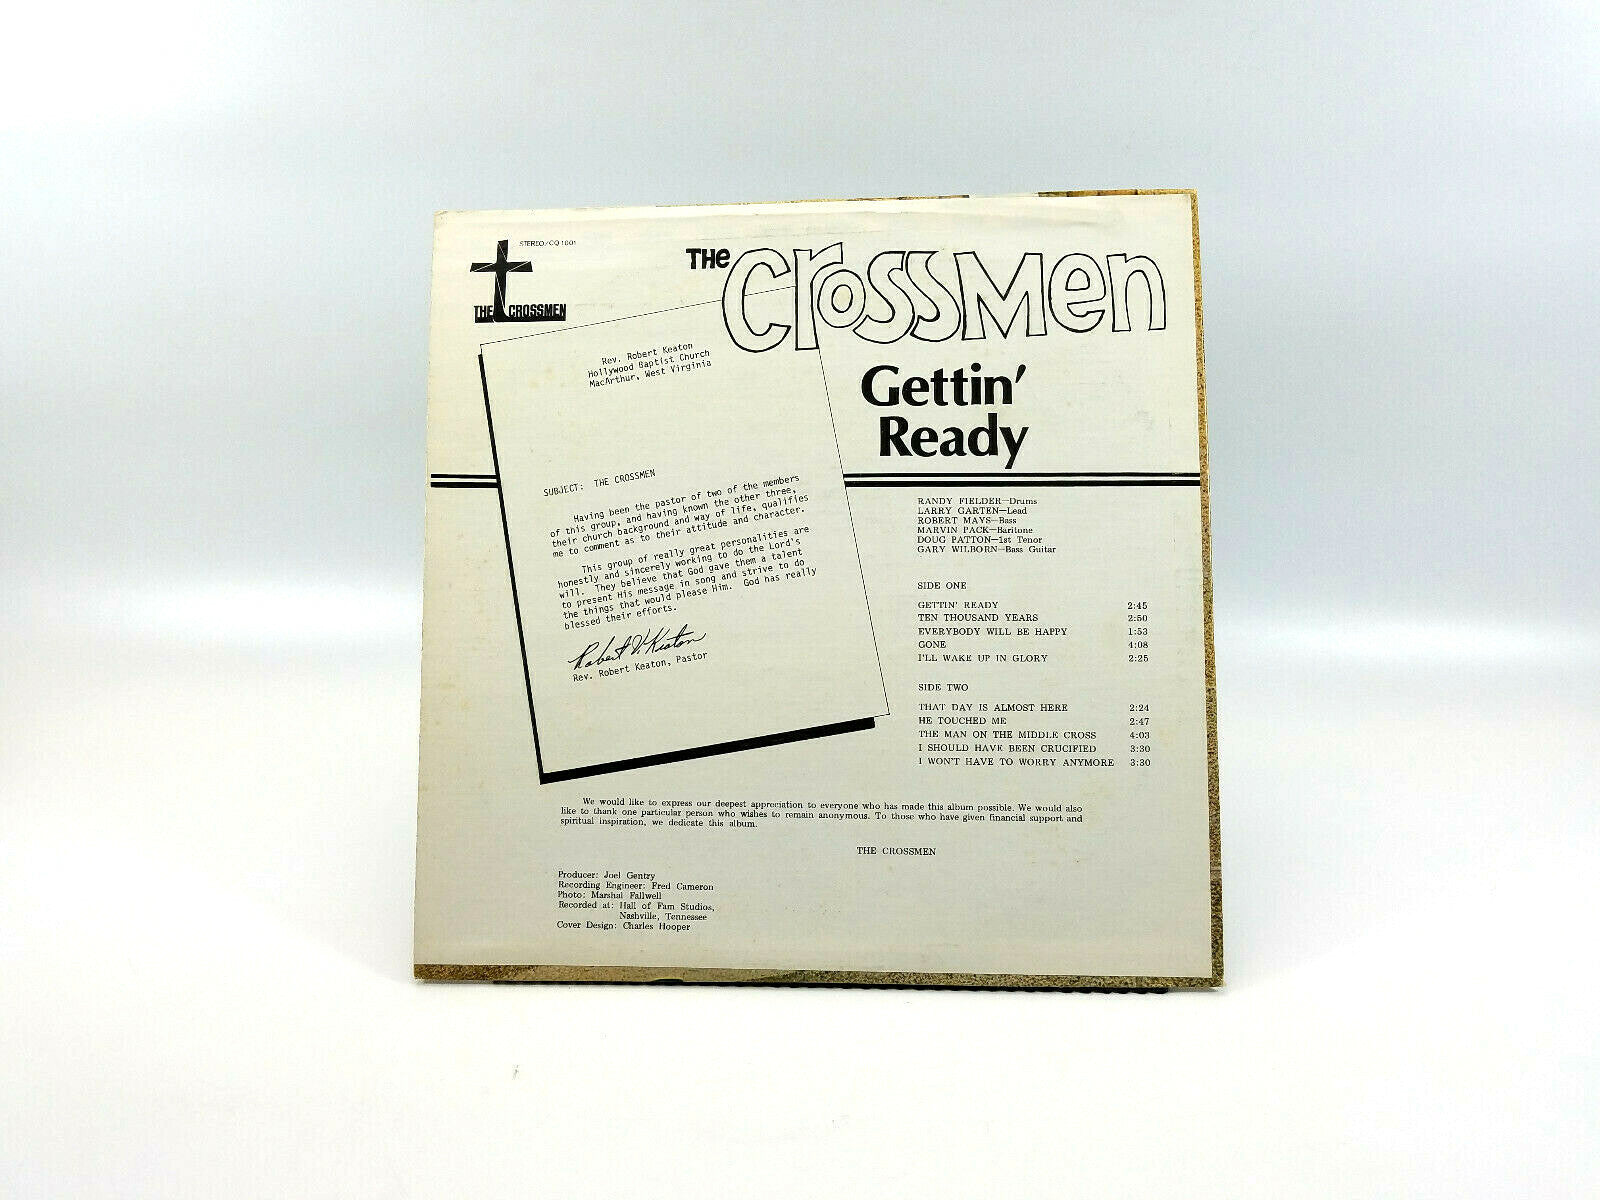 STEREO/CQ 1001
THE CROSSMEN
THE CROSSMEN
Gettin'
Ready
Rev. Robert Keaton
Hollywood Baptist Church
MacArthur, West Virginia
SUBJECT: THE CROSSMEN
Having been the pastor of two of the members
of this group, and having known the other three,
their church background and way of life, qualifies
me to comment as to their attitude and character.
This group of really great personalities are
honestly and sincerely working to do the Lord's
will. They believe that God gave them a talent
to present His message in song and strive to do
the things that would please Him. God has really
blessed their efforts.
Robert V. Keaton
Rev. Robert Keaton, Pastor
RANDY FIELDER—Drums
LARRY GARTEN—Lead
ROBERT MAYS—Bass
MARVIN PACK—Baritone
DOUG PATTON—1st Tenor
GARY WILBORN—Bass Guitar
SIDE ONE
GETTIN' READY 2:45
TEN THOUSAND YEARS 2:50
EVERYBODY WILL BE HAPPY 1:53
GONE 4:08
I'LL WAKE UP IN GLORY 2:25
SIDE TWO
THAT DAY IS ALMOST HERE 2:24
HE TOUCHED ME 2:47
THE MAN ON THE MIDDLE CROSS 4:03
I SHOULD HAVE BEEN CRUCIFIED 3:30
I WON'T HAVE TO WORRY ANYMORE 3:30
We would like to express our deepest appreciation to everyone who has made this album possible. We would also
like to thank one particular person who wishes to remain anonymous. To those who have given financial support and
spiritual inspiration, we dedicate this album.
THE CROSSMEN
Producer: Joel Gentry
Recording Engineer: Fred Cameron
Photo: Marshal Fallwell
Recorded at: Hall of Fam Studios,
Nashville, Tennessee
Cover Design: Charles Hooper